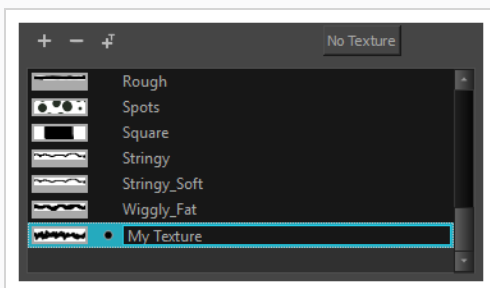 No Texture
Rough
Spots
Square
Stringy
Stringy_Soft
Wiggly_Fat
My Texture